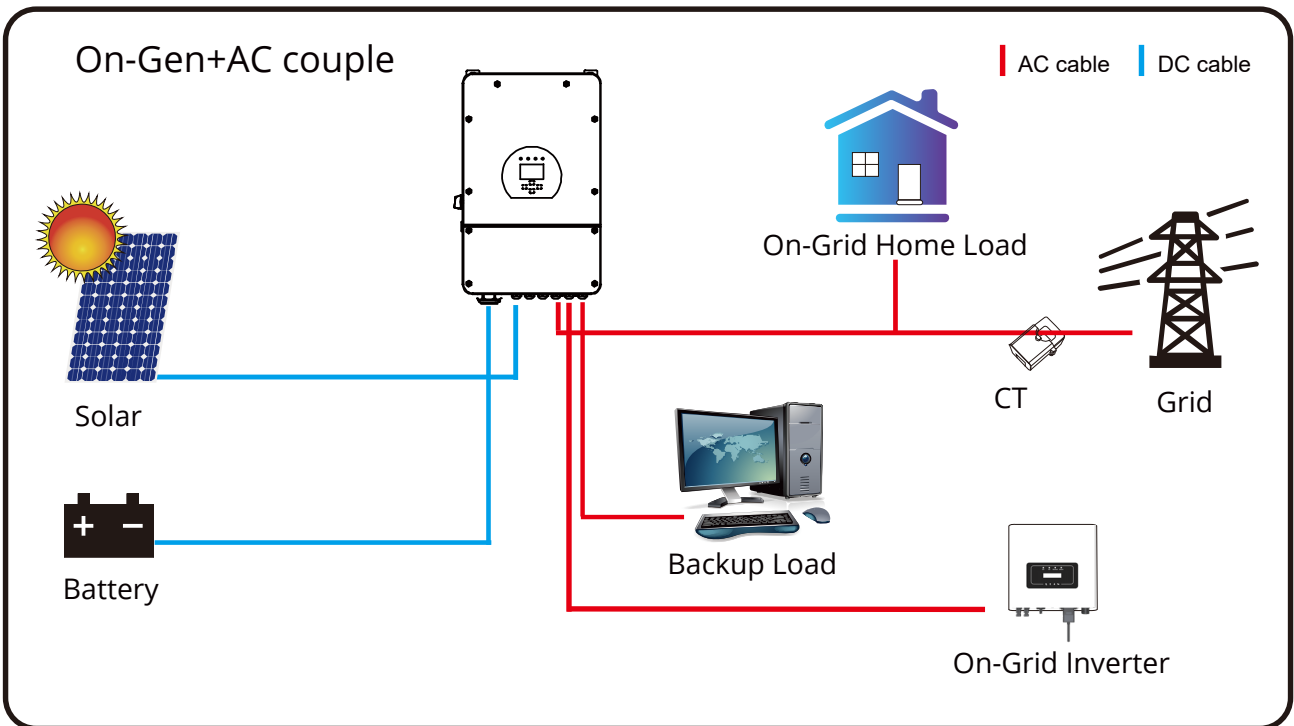 On-Gen+AC couple
AC cable
DC cable
On-Grid Home Load
Solar
CT
Grid
+ −
Backup Load
Battery
On-Grid Inverter